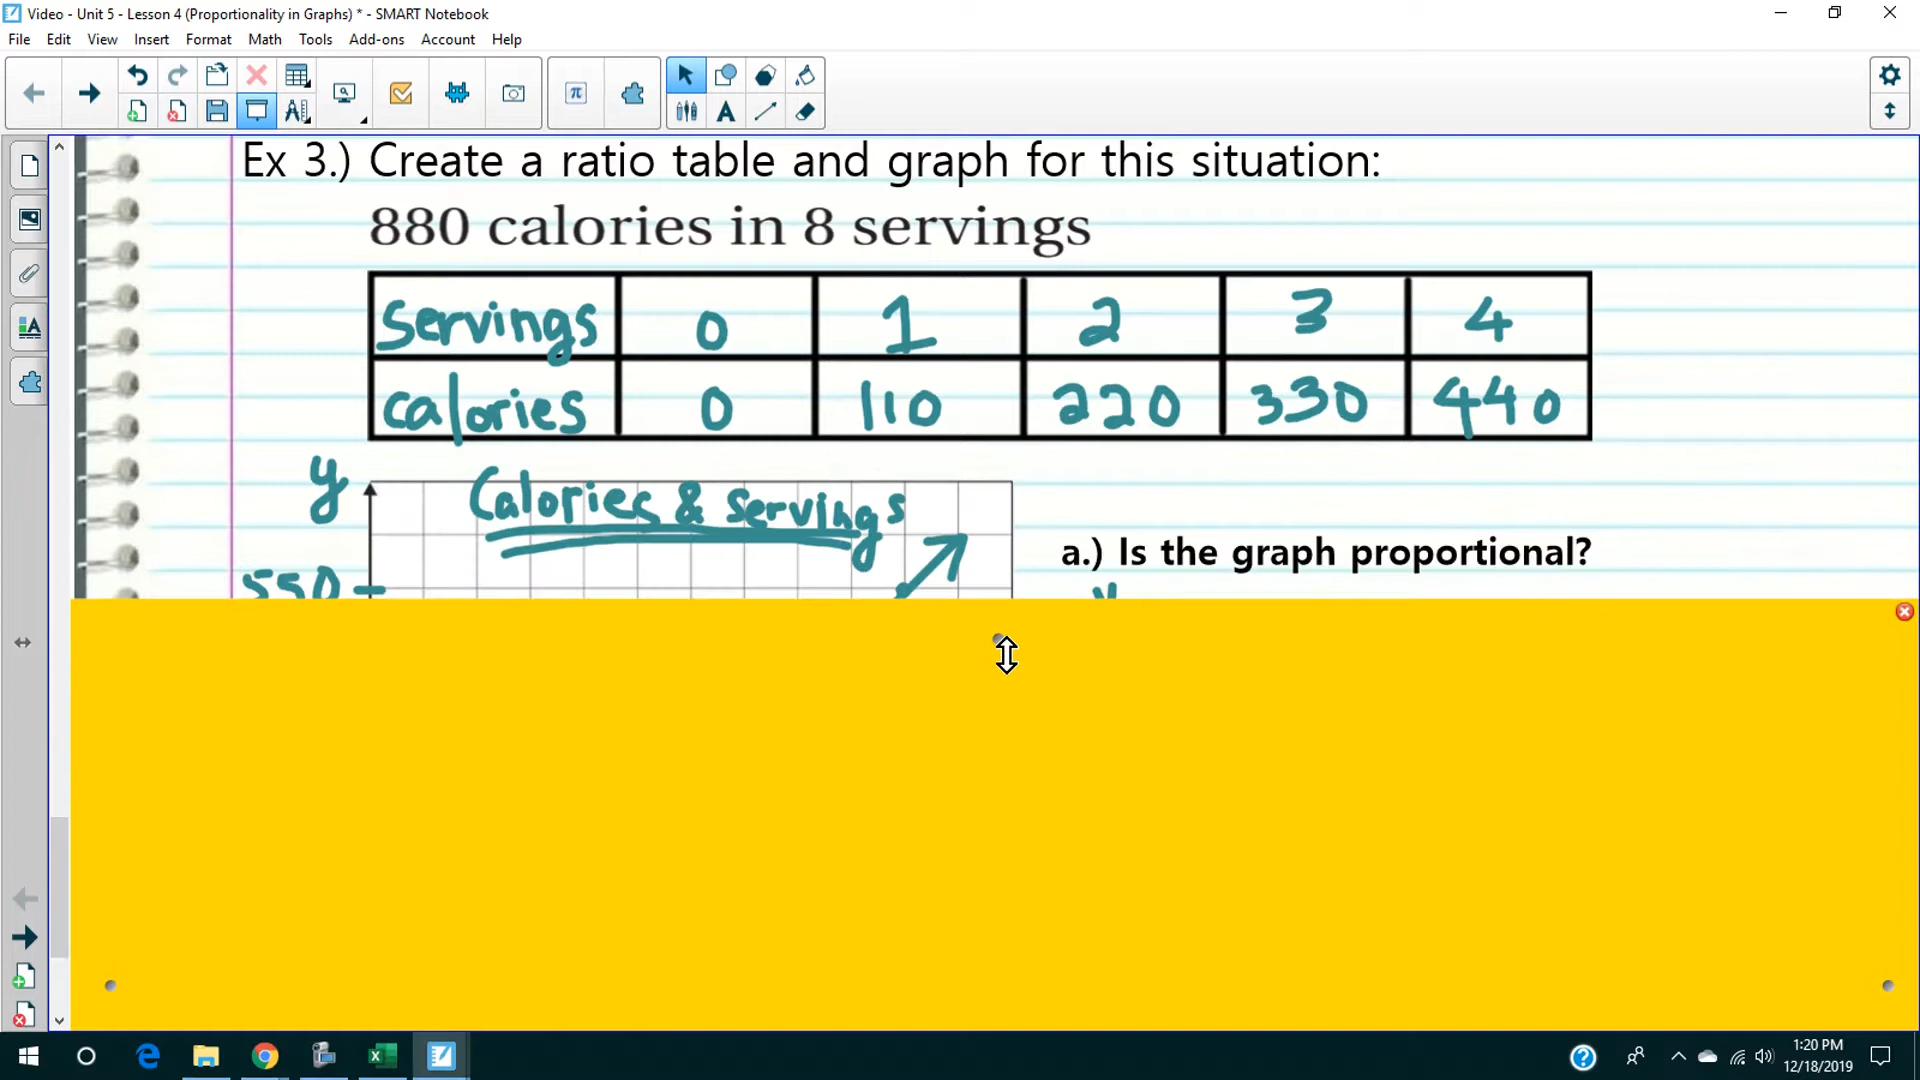 Video - Unit 5 - Lesson 4 (Proportionality in Graphs) * - SMART Notebook
File Edit View Insert Format Math Tools Add-ons Account Help
Ex 3.) Create a ratio table and graph for this situation:
880 calories in 8 servings
Servings 0 1 2 3 4
calories 0 110 220 330 440
y
Calories & Servings
a.) Is the graph proportional?
550
1:20 PM
12/18/2019